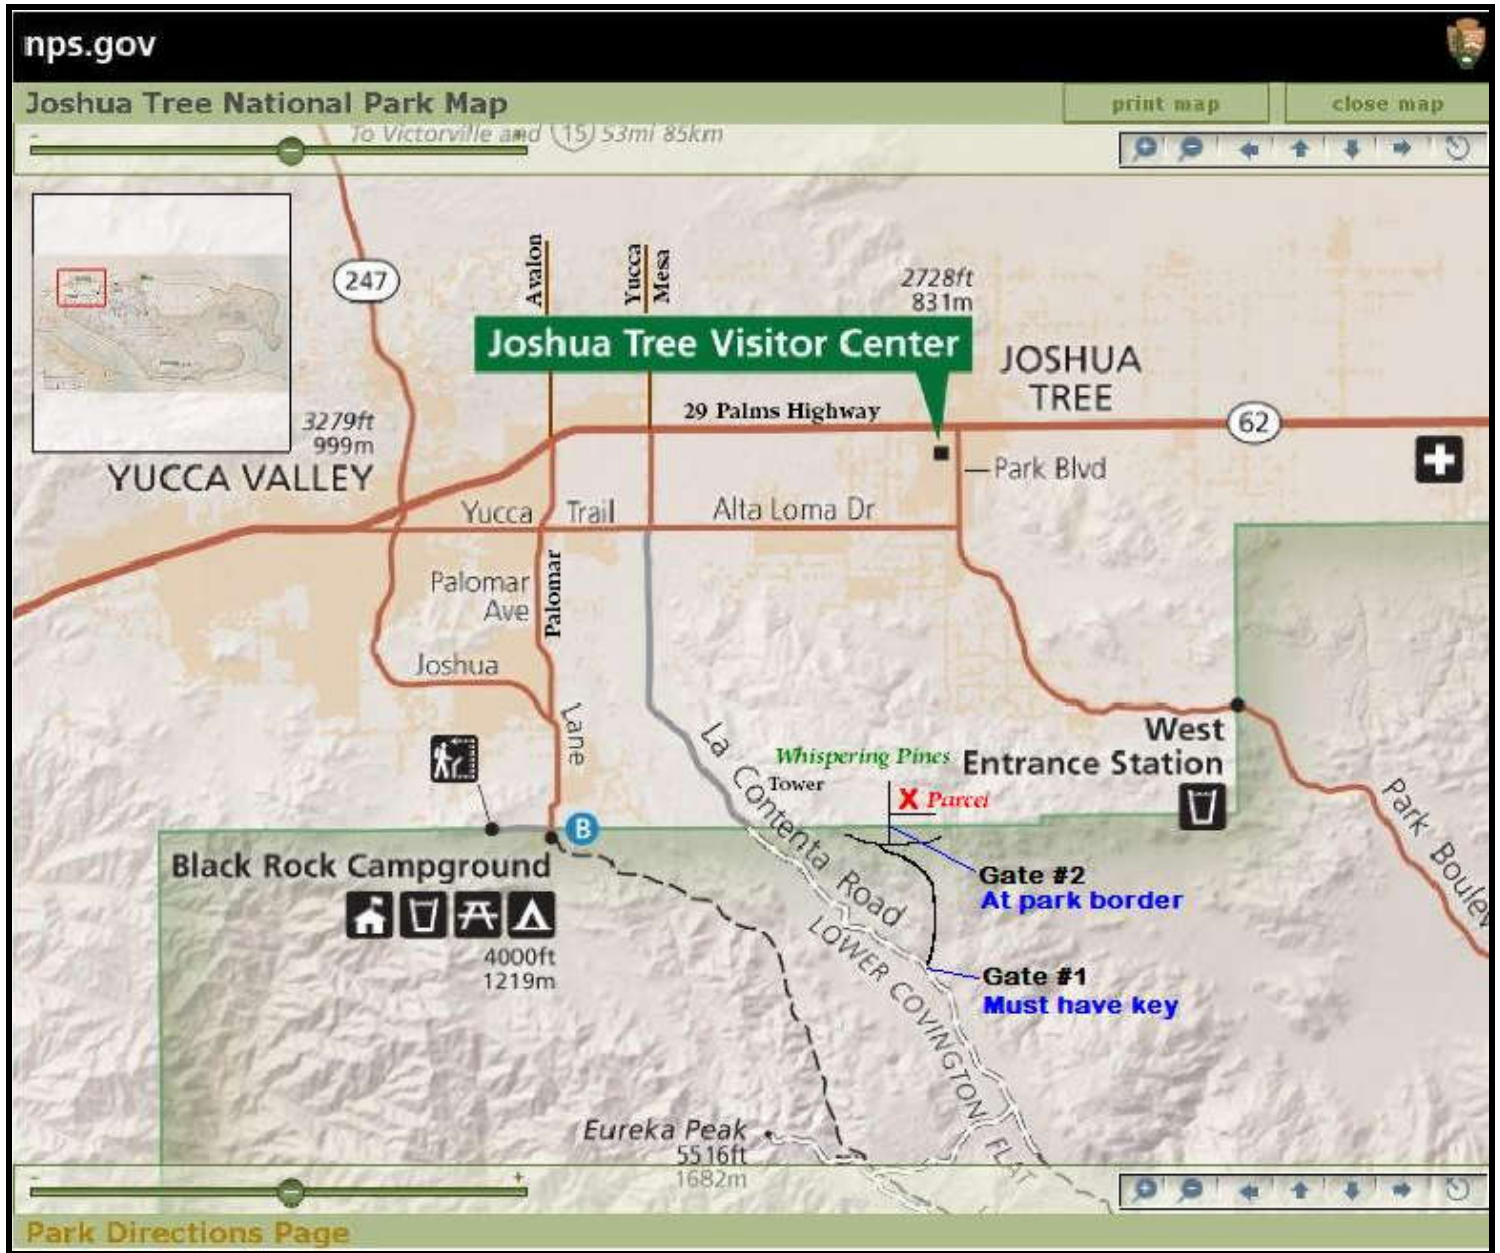 nps.gov
Joshua Tree National Park Map
print map
close map
To Victorville and 15 53mi 85km
247
Avalon
Yucca
Mesa
2728ft
831m
Joshua Tree Visitor Center
JOSHUA
TREE
3279ft
999m
29 Palms Highway
62
YUCCA VALLEY
Park Blvd
Yucca Trail
Alta Loma Dr
Palomar
Ave
Palomar
Joshua
Lane
La Contenta Road
Whispering Pines
Tower
X Parcel
West
Entrance Station
Park Boulev
B
Black Rock Campground
4000ft
1219m
Gate #2
At park border
LOWER COVINGTON FLAT
Gate #1
Must have key
Eureka Peak
5516ft
1682m
Park Directions Page